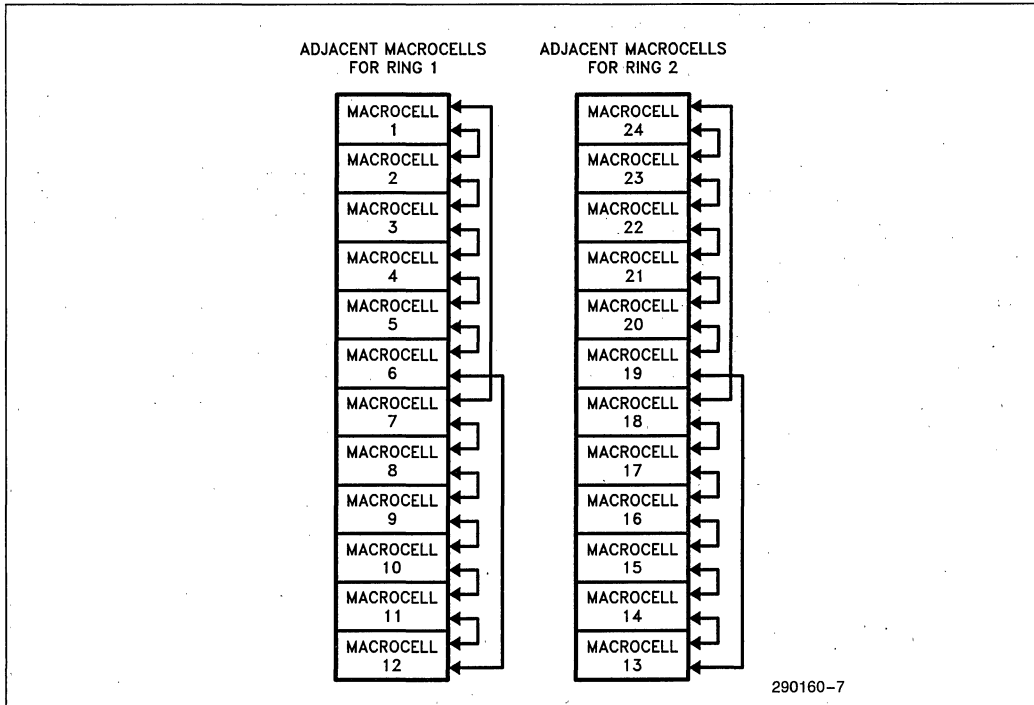 ADJACENT MACROCELLS
FOR RING 1
MACROCELL
1
MACROCELL
2
MACROCELL
3
MACROCELL
4
MACROCELL
5
MACROCELL
6
MACROCELL
7
MACROCELL
8
MACROCELL
9
MACROCELL
10
MACROCELL
11
MACROCELL
12
ADJACENT MACROCELLS
FOR RING 2
MACROCELL
24
MACROCELL
23
MACROCELL
22
MACROCELL
21
MACROCELL
20
MACROCELL
19
MACROCELL
18
MACROCELL
17
MACROCELL
16
MACROCELL
15
MACROCELL
14
MACROCELL
13
290160-7